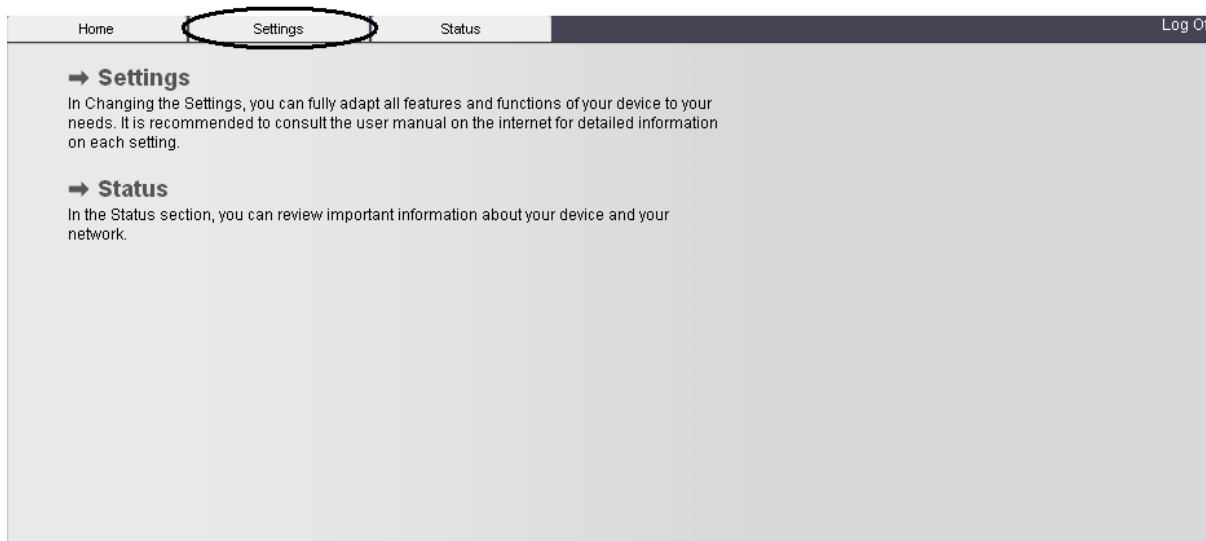 Home Settings Status Log Of
Settings
In Changing the Settings, you can fully adapt all features and functions of your device to your
needs. It is recommended to consult the user manual on the internet for detailed information
on each setting.
Status
In the Status section, you can review important information about your device and your
network.